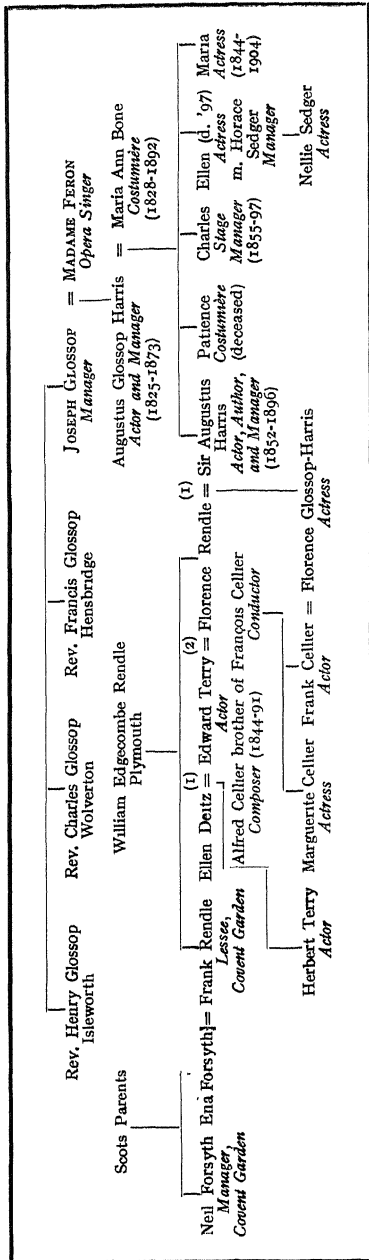 Rev. Henry Glossop
Isleworth
Rev. Charles Glossop
Wolverton
Rev. Francis Glossop
Hensbridge
JOSEPH GLOSSOP = MADAME FERON
Manager
Opera Singer
Scots Parents
William Edgecombe Rendle
Plymouth
Augustus Glossop Harris = Maria Ann Bone
Actor and Manager
Costumière
(1825-1873)
(1828-1892)
Neil Forsyth
Manager,
Covent Garden
Ena Forsyth]= Frank Rendle
Lessee,
Covent Garden
(1)
(2)
(1)
Ellen Deitz = Edward Terry = Florence Rendle = Sir Augustus
Actor
Harris
Actor, Author,
and Manager
(1852-1896)
Patience
Costumière
(deceased)
Charles
Stage
Manager
(1855-97)
Ellen (d. '97)
Actress
m. Horace
Sedger
Manager
Maria
Actress
(1844-
1904)
Alfred Cellier brother of François Cellier
Composer (1844-91)
Conductor
Herbert Terry
Actor
Marguerite Cellier
Actress
Frank Cellier = Florence Glossop-Harris
Actor
Actress
Nellie Sedger
Actress